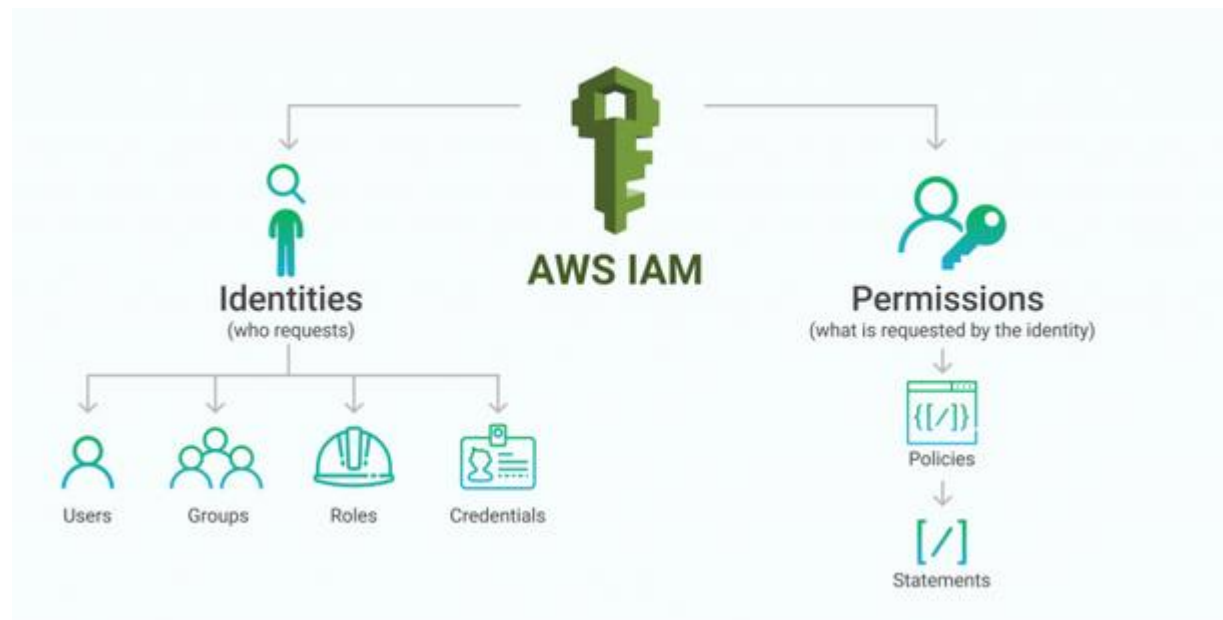 AWS IAM
Identities
(who requests)
Users
Groups
Roles
Credentials
Permissions
(what is requested by the identity)
{[/]}
Policies
[/]
Statements